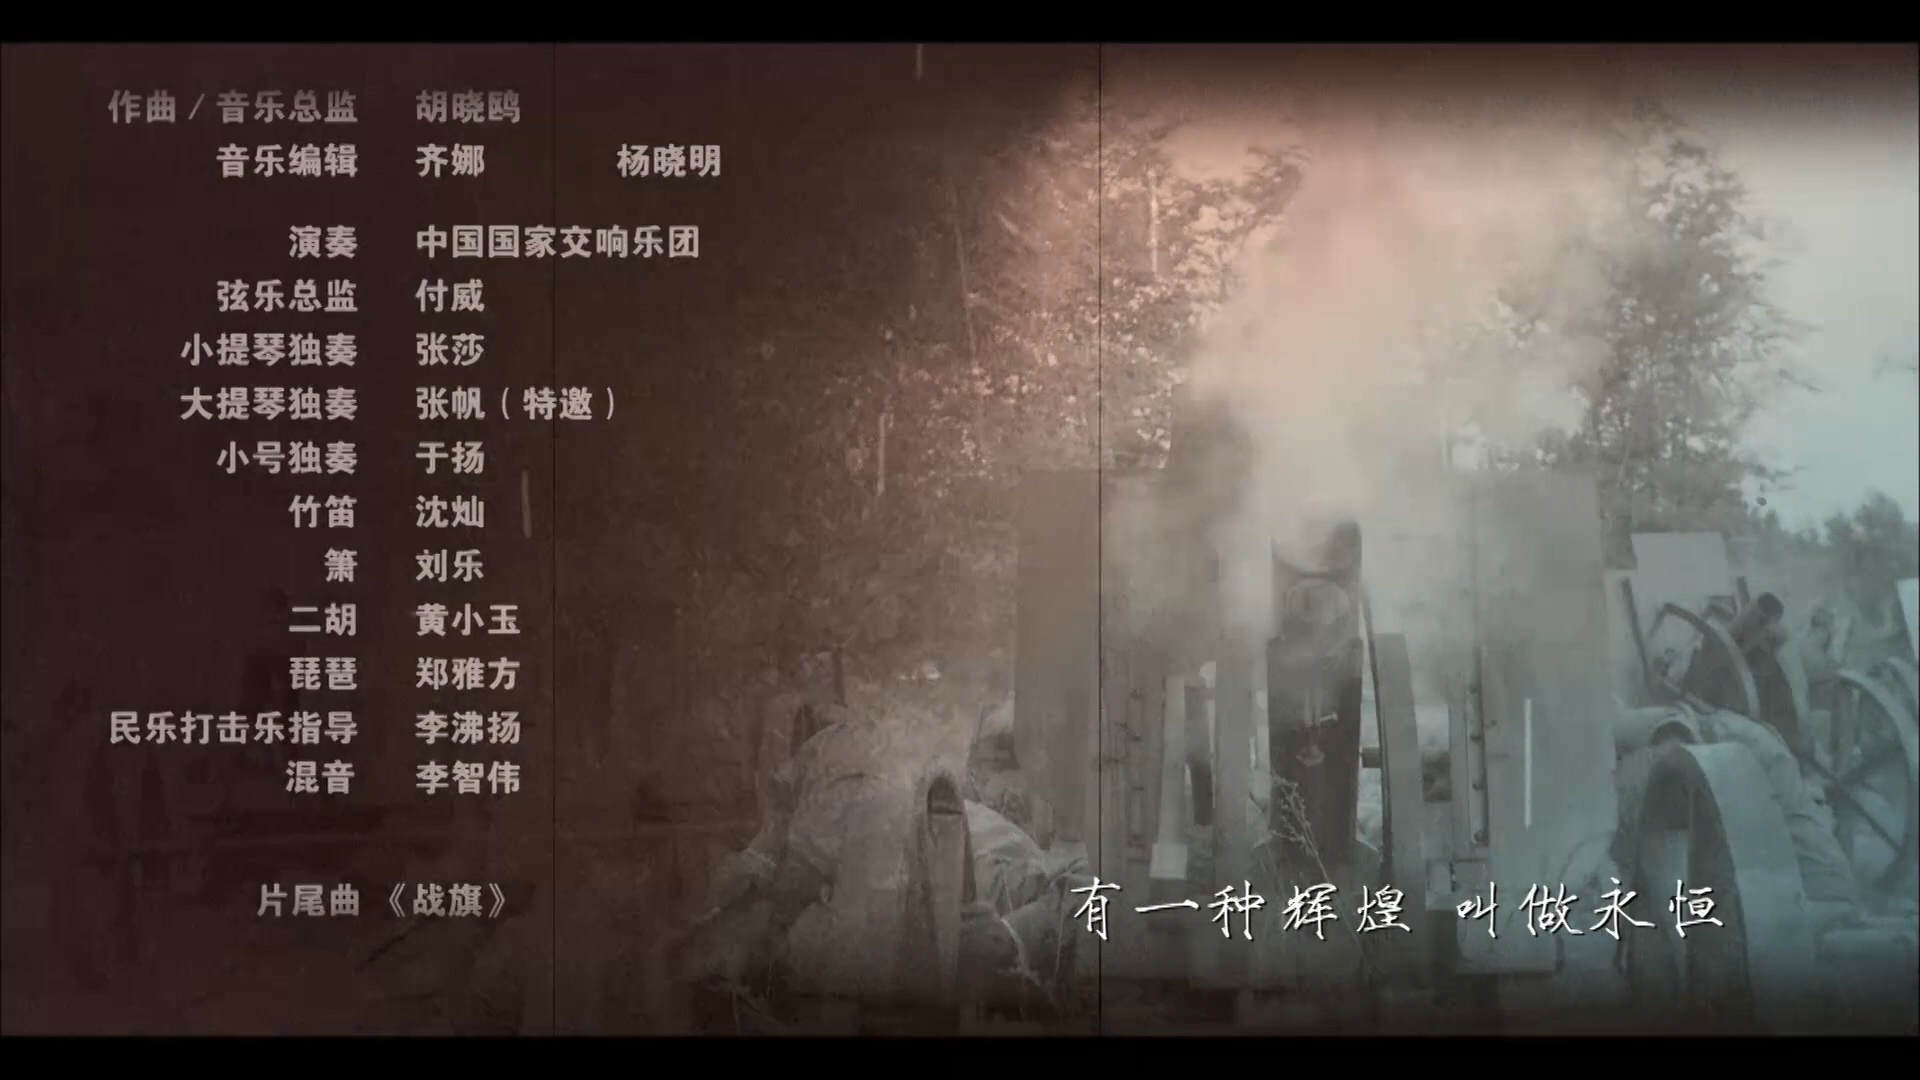 作曲 / 音乐总监 胡晓鸥
音乐编辑 齐娜 杨晓明
演奏 中国国家交响乐团
弦乐总监 付威
小提琴独奏 张莎
大提琴独奏 张帆（特邀）
小号独奏 于扬
竹笛 沈灿
箫 刘乐
二胡 黄小玉
琵琶 郑雅方
民乐打击乐指导 李沸扬
混音 李智伟
片尾曲 《战旗》
有一种辉煌 叫做永恒